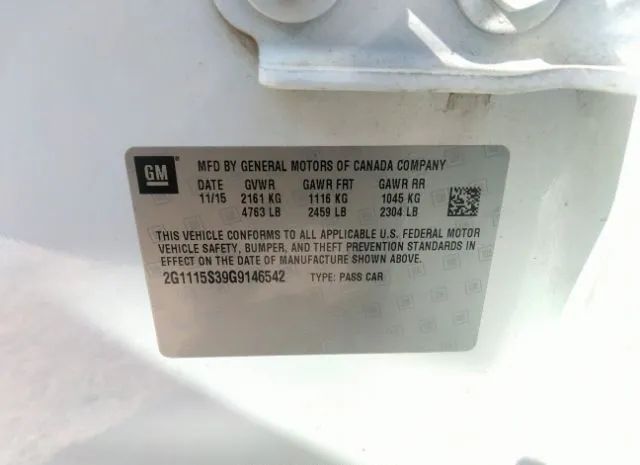 GM
MFD BY GENERAL MOTORS OF CANADA COMPANY
DATE GVWR GAWR FRT GAWR RR
11/15 2161 KG 1116 KG 1045 KG
4763 LB 2459 LB 2304 LB
THIS VEHICLE CONFORMS TO ALL APPLICABLE U.S. FEDERAL MOTOR
VEHICLE SAFETY, BUMPER, AND THEFT PREVENTION STANDARDS IN
EFFECT ON THE DATE OF MANUFACTURE SHOWN ABOVE.
2G1115S39G9146542 TYPE: PASS CAR